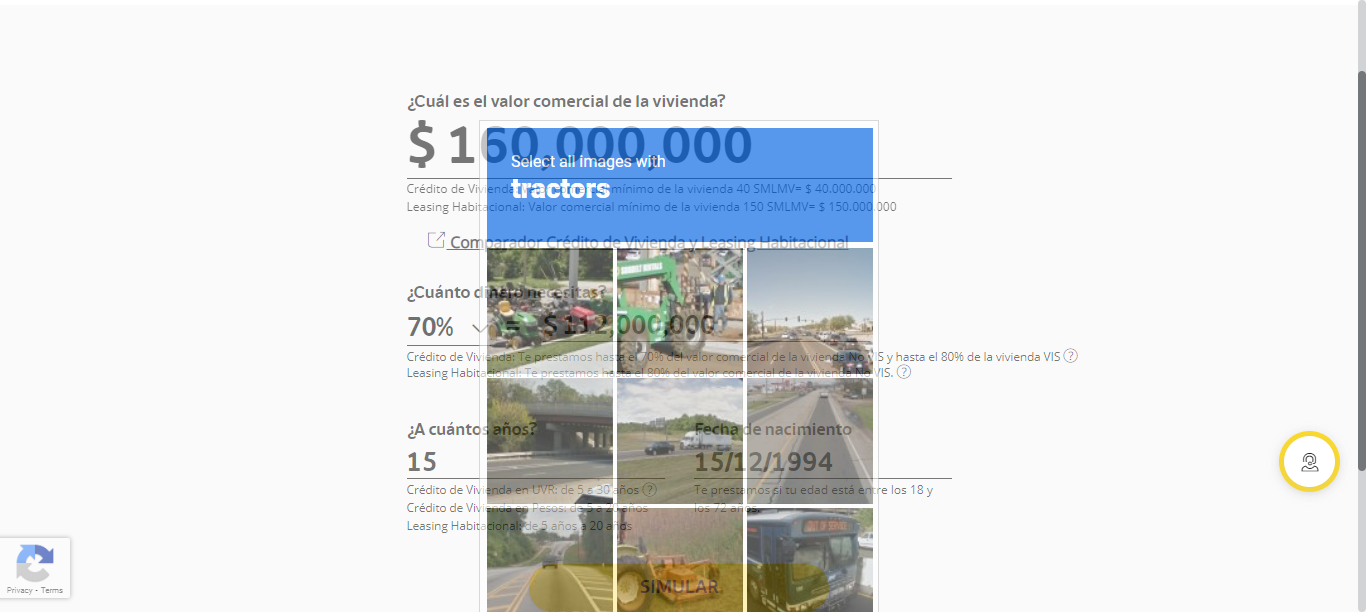 ¿Cuál es el valor comercial de la vivienda?
$ 160,000,000
Select all images with
tractors
Crédito de Vivienda: Valor comercial mínimo de la vivienda 40 SMLMV= $ 40.000.000
Leasing Habitacional: Valor comercial mínimo de la vivienda 150 SMLMV= $ 150.000.000
Comparador Crédito de Vivienda y Leasing Habitacional
¿Cuánto dinero necesitas?
70% = $ 112,000,000
Crédito de Vivienda: Te prestamos hasta el 70% del valor comercial de la vivienda No VIS y hasta el 80% de la vivienda VIS ?
Leasing Habitacional: Te prestamos hasta el 80% del valor comercial de la vivienda No VIS. ?
¿A cuántos años?
Fecha de nacimiento
15
15/12/1994
Crédito de Vivienda en UVR: de 5 a 30 años ?
Te prestamos si tu edad está entre los 18 y
Crédito de Vivienda en Pesos: de 5 a 20 años
los 72 años.
Leasing Habitacional: de 5 años a 20 años
OUT OF SERVICE
SIMULAR
Privacy - Terms